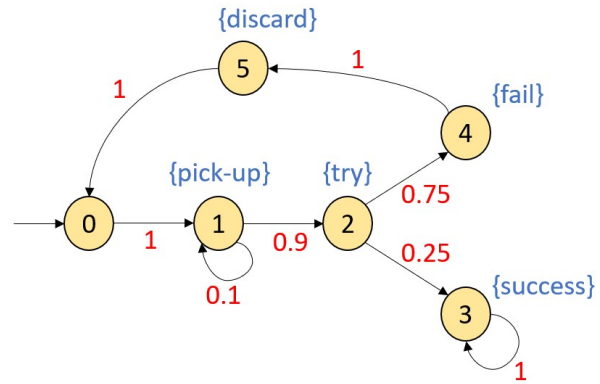 {discard}
5
1
1
{fail}
4
{pick-up}
{try}
0.75
0
1
2
1
0.9
0.25
0.1
{success}
3
1